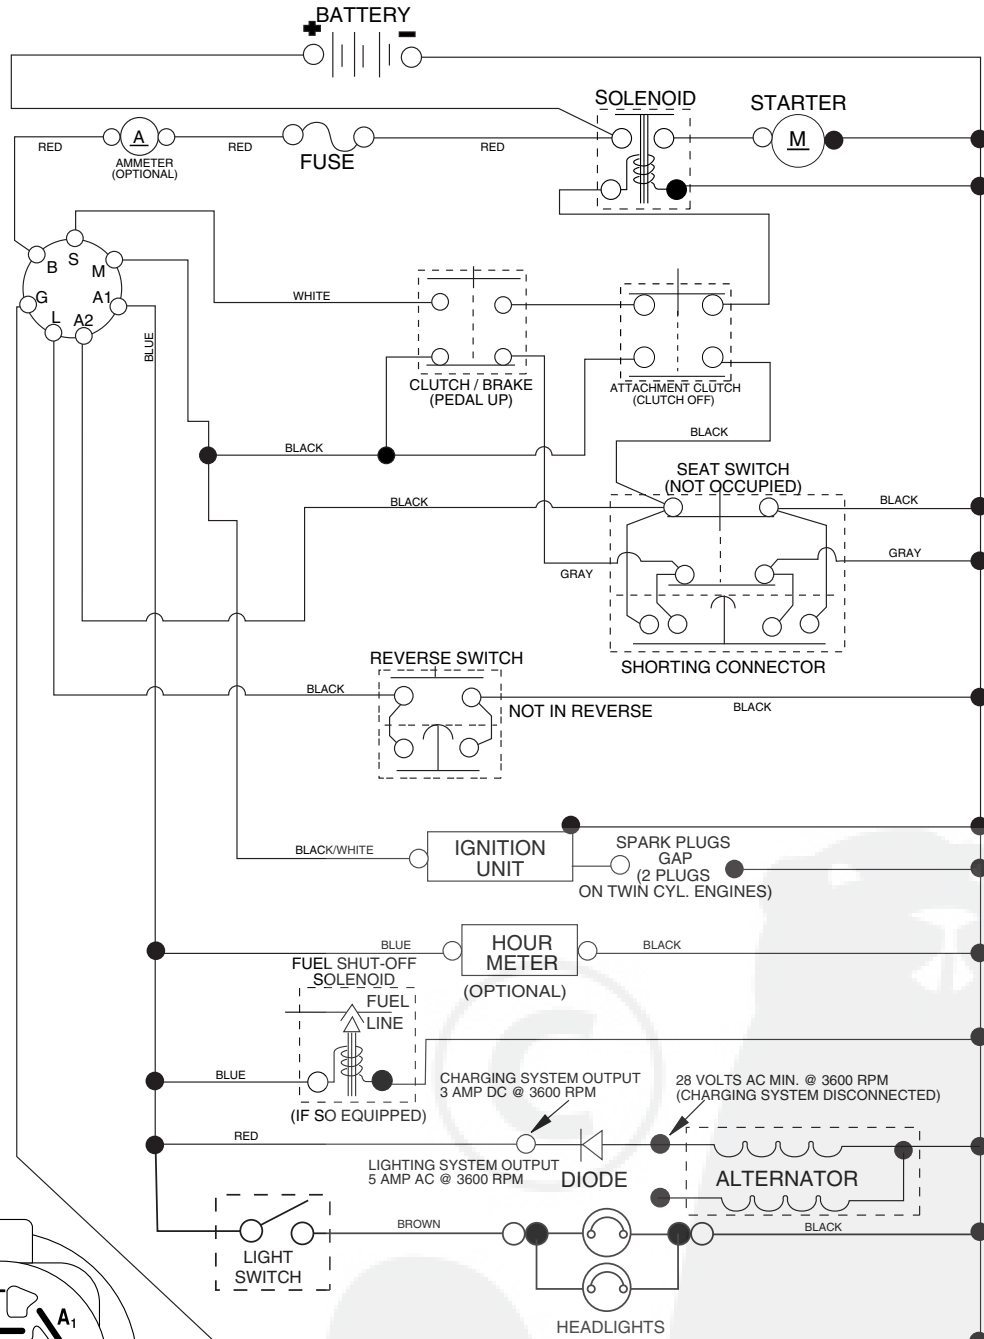 BATTERY
SOLENOID
STARTER
RED
A
RED
RED
M
AMMETER
(OPTIONAL)
FUSE
B
S
M
G
A1
L
A2
WHITE
BLUE
CLUTCH / BRAKE
(PEDAL UP)
ATTACHMENT CLUTCH
(CLUTCH OFF)
BLACK
BLACK
SEAT SWITCH
(NOT OCCUPIED)
BLACK
BLACK
GRAY
GRAY
REVERSE SWITCH
SHORTING CONNECTOR
BLACK
NOT IN REVERSE
BLACK
BLACK/WHITE
IGNITION
UNIT
SPARK PLUGS
GAP
(2 PLUGS
ON TWIN CYL. ENGINES)
BLUE
HOUR
METER
BLACK
(OPTIONAL)
FUEL SHUT-OFF
SOLENOID
FUEL
LINE
BLUE
(IF SO EQUIPPED)
CHARGING SYSTEM OUTPUT
3 AMP DC @ 3600 RPM
28 VOLTS AC MIN. @ 3600 RPM
(CHARGING SYSTEM DISCONNECTED)
RED
LIGHTING SYSTEM OUTPUT
5 AMP AC @ 3600 RPM
DIODE
ALTERNATOR
BROWN
BLACK
LIGHT
SWITCH
HEADLIGHTS
A1
©